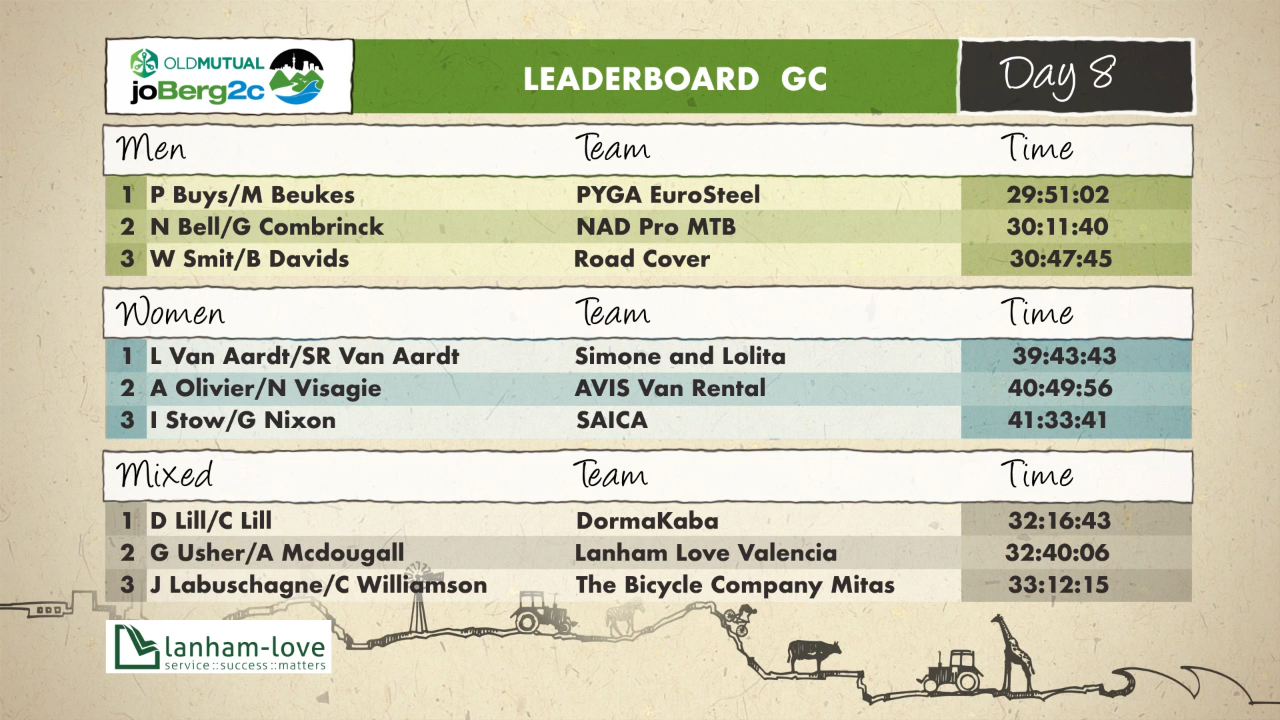 OLDMUTUAL
joBerg2c
LEADERBOARD GC
Day 8
Men Team Time
1 P Buys/M Beukes PYGA EuroSteel 29:51:02
2 N Bell/G Combrinck NAD Pro MTB 30:11:40
3 W Smit/B Davids Road Cover 30:47:45
Women Team Time
1 L Van Aardt/SR Van Aardt Simone and Lolita 39:43:43
2 A Olivier/N Visagie AVIS Van Rental 40:49:56
3 I Stow/G Nixon SAICA 41:33:41
Mixed Team Time
1 D Lill/C Lill DormaKaba 32:16:43
2 G Usher/A Mcdougall Lanham Love Valencia 32:40:06
3 J Labuschagne/C Williamson The Bicycle Company Mitas 33:12:15
lanham-love
service::success::matters